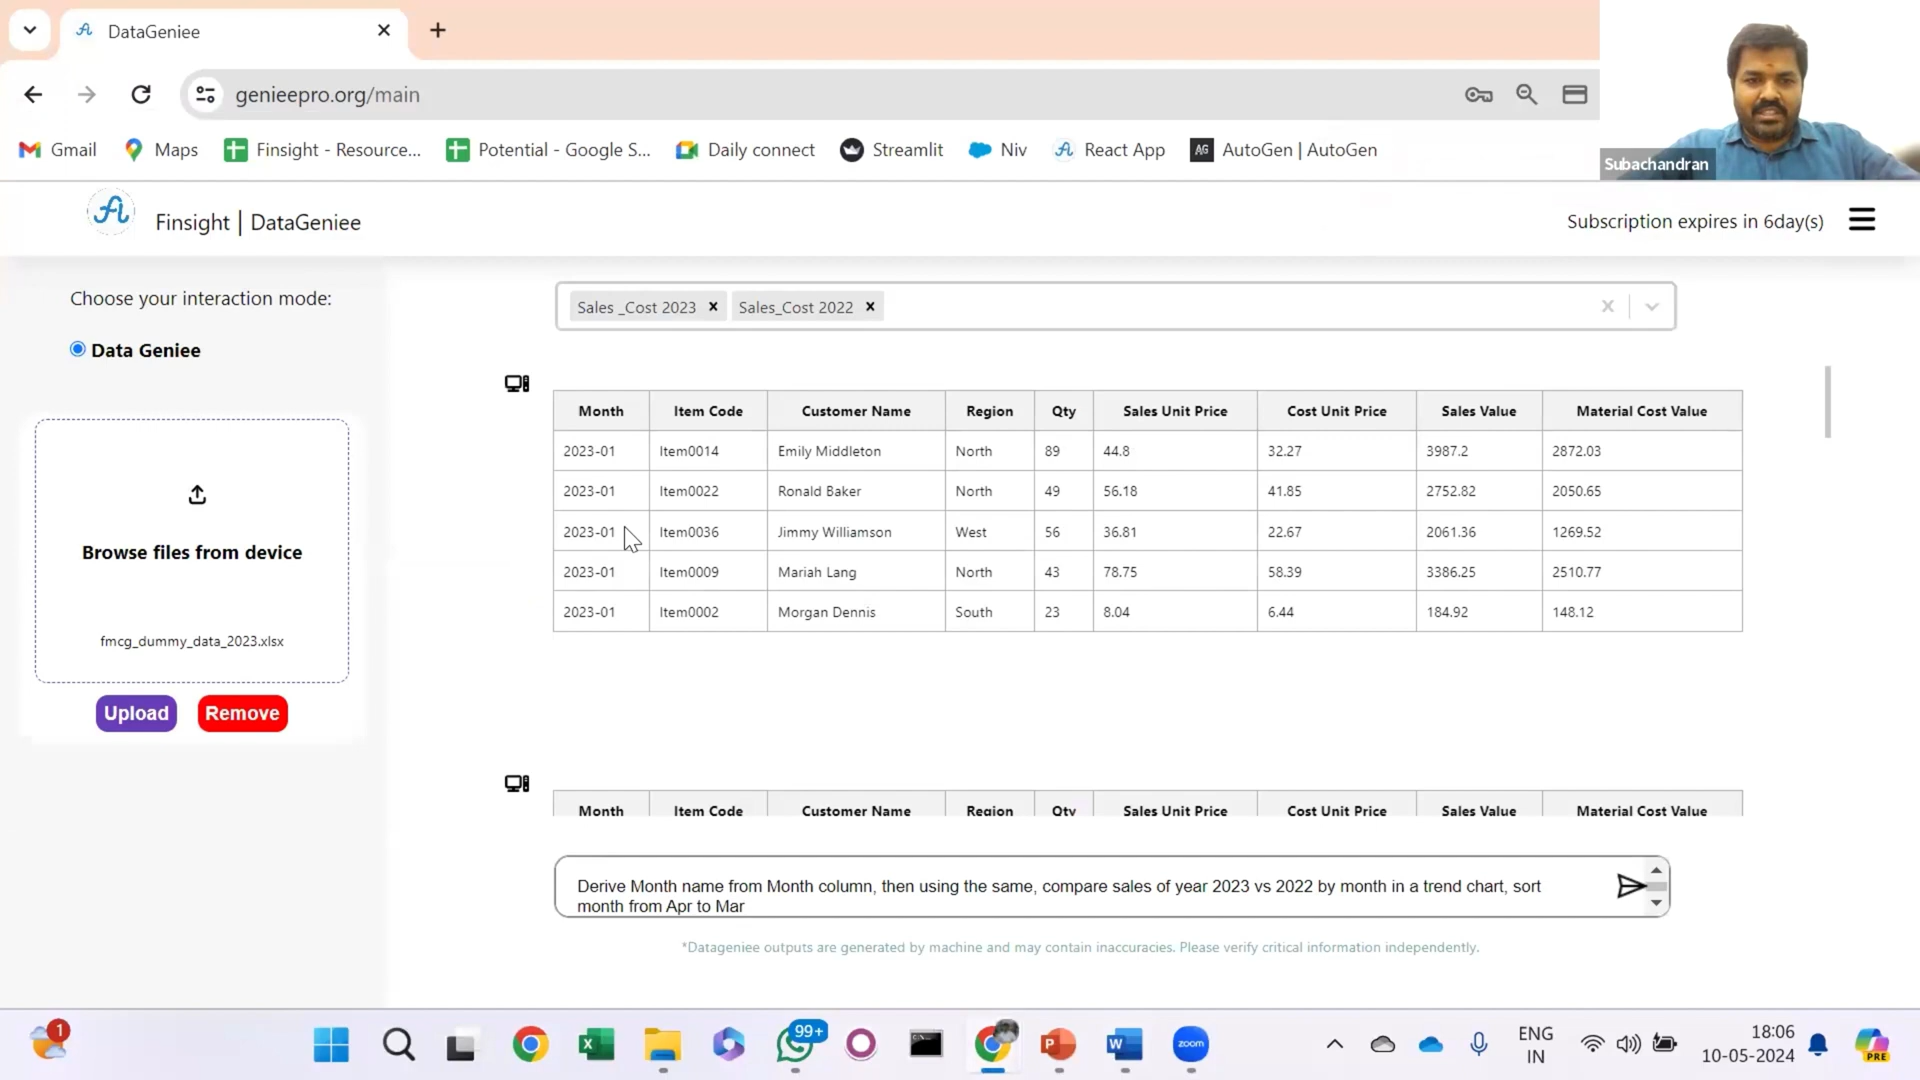 DataGeniee
genieepro.org/main
Gmail Maps Finsight - Resource... Potential - Google S... Daily connect Streamlit Niv React App AG AutoGen | AutoGen
Subachandran
Finsight | DataGeniee
Subscription expires in 6day(s)
Choose your interaction mode:
Data Geniee
Browse files from device
fmcg_dummy_data_2023.xlsx
Upload Remove
Sales _Cost 2023 Sales_Cost 2022
Month Item Code Customer Name Region Qty Sales Unit Price Cost Unit Price Sales Value Material Cost Value
2023-01 Item0014 Emily Middleton North 89 44.8 32.27 3987.2 2872.03
2023-01 Item0022 Ronald Baker North 49 56.18 41.85 2752.82 2050.65
2023-01 Item0036 Jimmy Williamson West 56 36.81 22.67 2061.36 1269.52
2023-01 Item0009 Mariah Lang North 43 78.75 58.39 3386.25 2510.77
2023-01 Item0002 Morgan Dennis South 23 8.04 6.44 184.92 148.12
Month Item Code Customer Name Region Qty Sales Unit Price Cost Unit Price Sales Value Material Cost Value
Derive Month name from Month column, then using the same, compare sales of year 2023 vs 2022 by month in a trend chart, sort
month from Apr to Mar
*Datageniee outputs are generated by machine and may contain inaccuracies. Please verify critical information independently.
1
99+
zoom
ENG
IN
18:06
10-05-2024
PRE